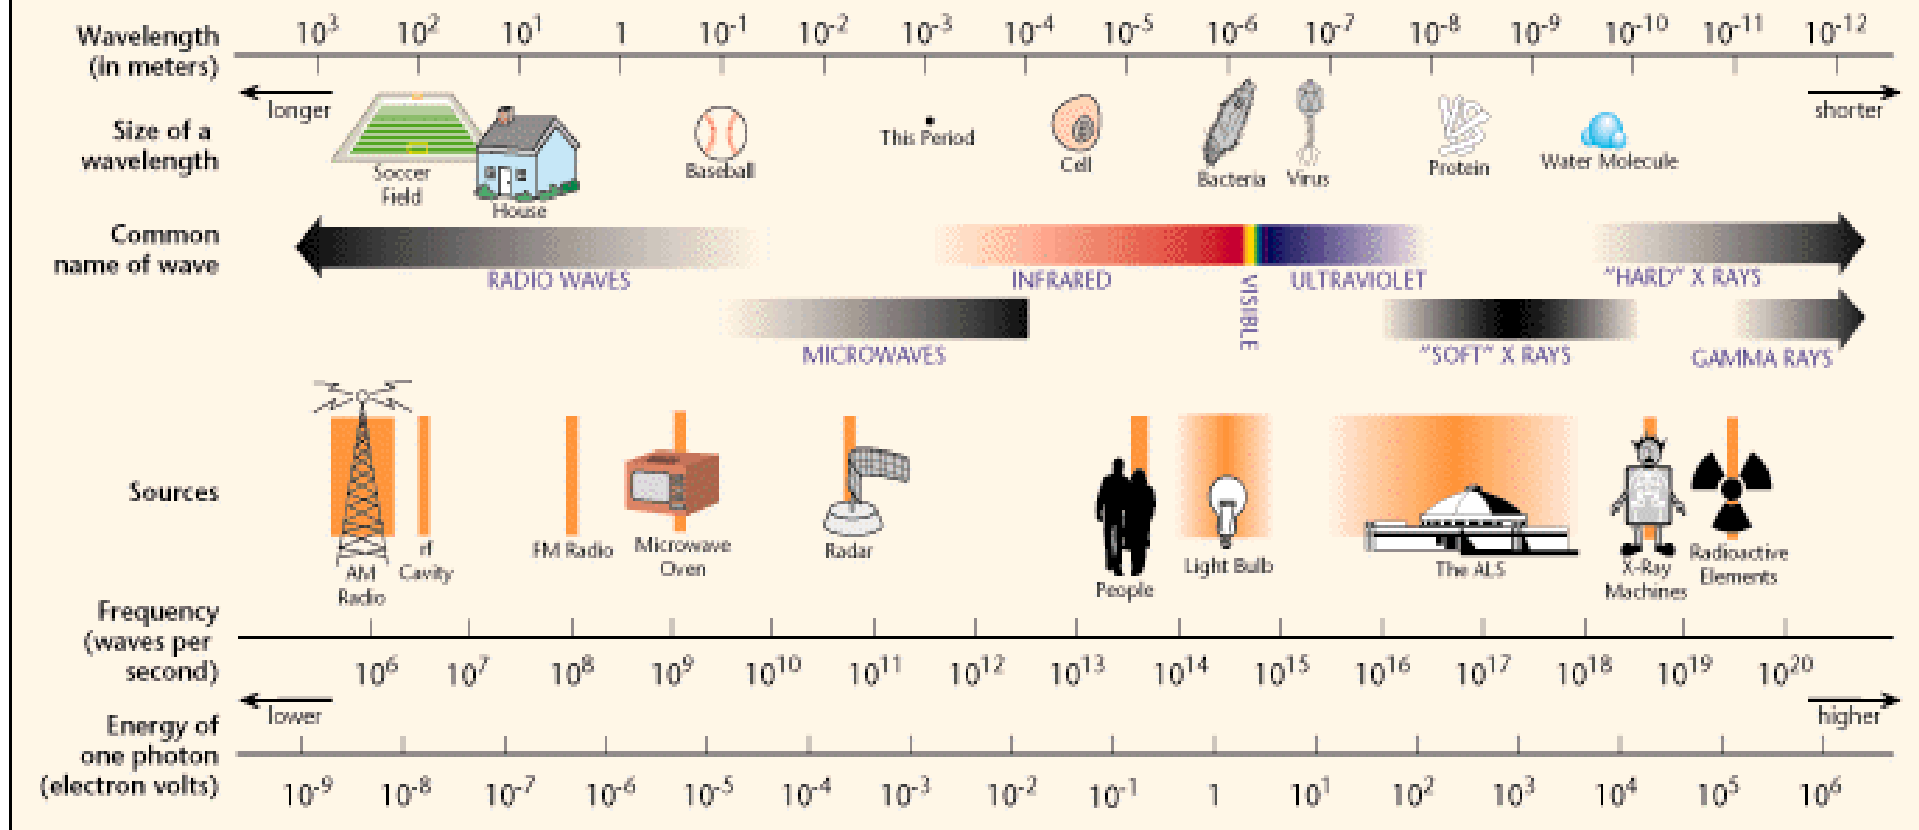 Wavelength
(in meters)
10³ 10² 10¹ 1 10⁻¹ 10⁻² 10⁻³ 10⁻⁴ 10⁻⁵ 10⁻⁶ 10⁻⁷ 10⁻⁸ 10⁻⁹ 10⁻¹⁰ 10⁻¹¹ 10⁻¹²
longer
shorter
Size of a
wavelength
Soccer
Field
House
Baseball
This Period
Cell
Bacteria
Virus
Protein
Water Molecule
Common
name of wave
RADIO WAVES
INFRARED
VISIBLE
ULTRAVIOLET
"HARD" X RAYS
MICROWAVES
"SOFT" X RAYS
GAMMA RAYS
Sources
AM
Radio
rf
Cavity
FM Radio
Microwave
Oven
Radar
People
Light Bulb
The ALS
X-Ray
Machines
Radioactive
Elements
Frequency
(waves per
second)
10⁶ 10⁷ 10⁸ 10⁹ 10¹⁰ 10¹¹ 10¹² 10¹³ 10¹⁴ 10¹⁵ 10¹⁶ 10¹⁷ 10¹⁸ 10¹⁹ 10²⁰
lower
higher
Energy of
one photon
(electron volts)
10⁻⁹ 10⁻⁸ 10⁻⁷ 10⁻⁶ 10⁻⁵ 10⁻⁴ 10⁻³ 10⁻² 10⁻¹ 1 10¹ 10² 10³ 10⁴ 10⁵ 10⁶